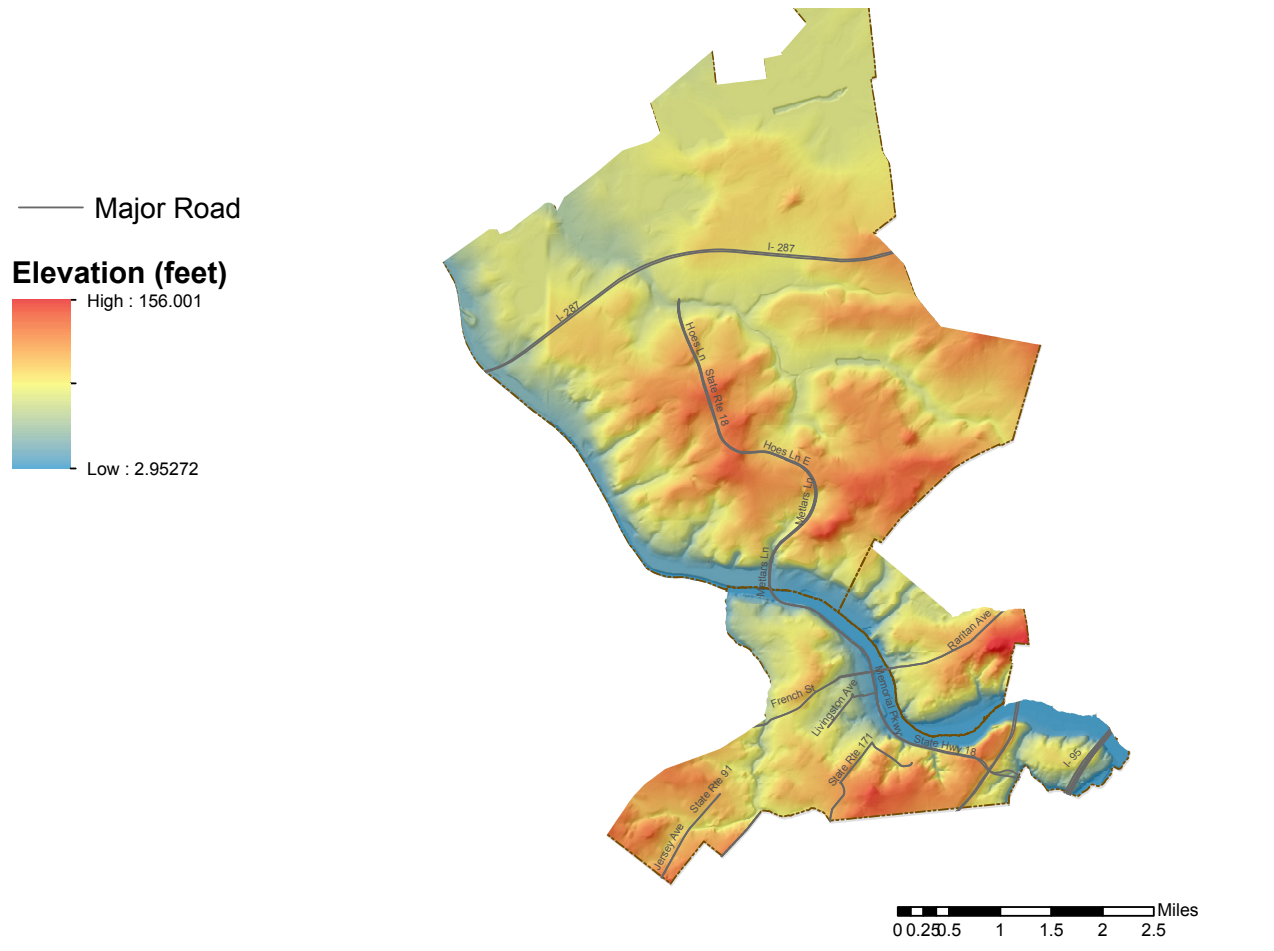 Major Road
Elevation (feet)
High : 156.001
Low : 2.95272
I- 287
I- 287
Hoes Ln
State Rte 18
Hoes Ln E
Metlars Ln
Metlars Ln
Raritan Ave
French St
Livingston Ave
Memorial Pkwy
State Hwy 18
I- 95
State Rte 171
State Rte 91
Jersey Ave
Miles
0 0.25 0.5 1 1.5 2 2.5